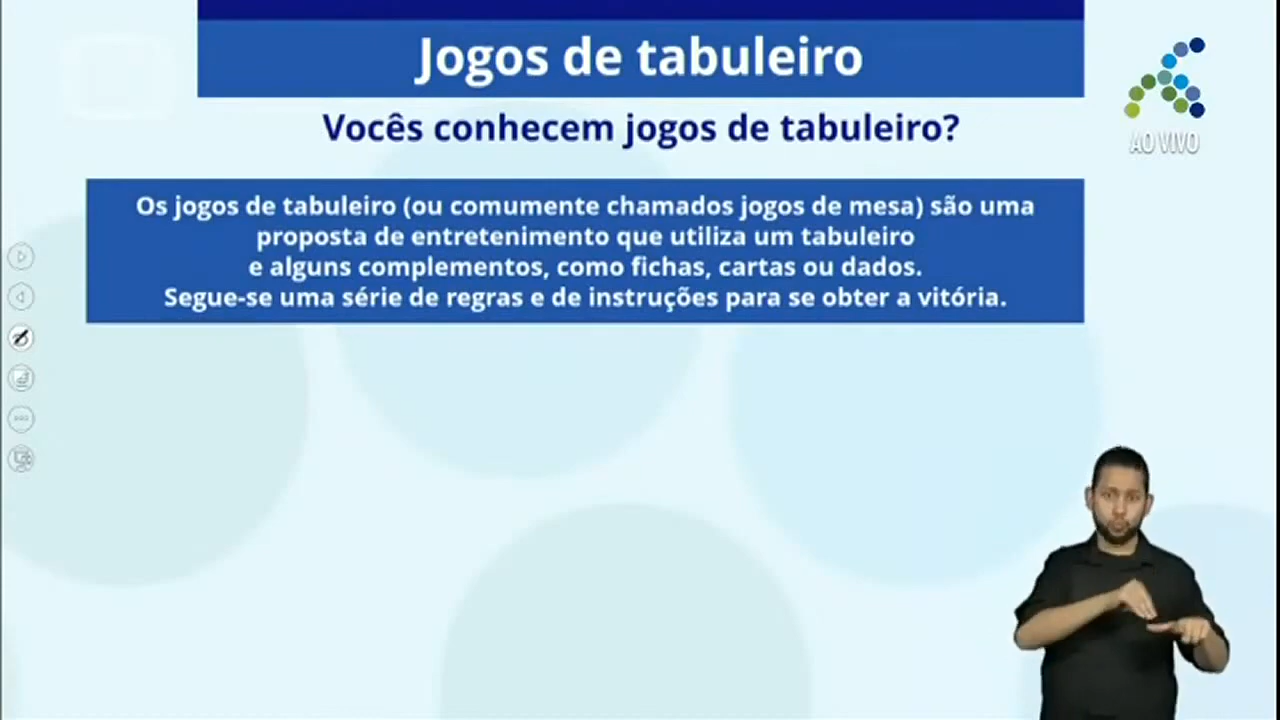 Jogos de tabuleiro
Vocês conhecem jogos de tabuleiro?
AO VIVO
Os jogos de tabuleiro (ou comumente chamados jogos de mesa) são uma
proposta de entretenimento que utiliza um tabuleiro
e alguns complementos, como fichas, cartas ou dados.
Segue-se uma série de regras e de instruções para se obter a vitória.